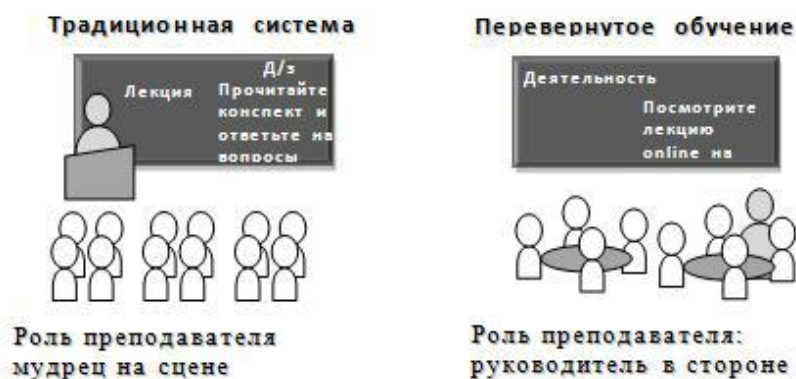 Традиционная система
Лекция
Д/з
Прочитайте
конспект и
ответьте на
вопросы
Роль преподавателя
мудрец на сцене
Перевернутое обучение
Деятельность
Посмотрите
лекцию
online на
Роль преподавателя:
руководитель в стороне